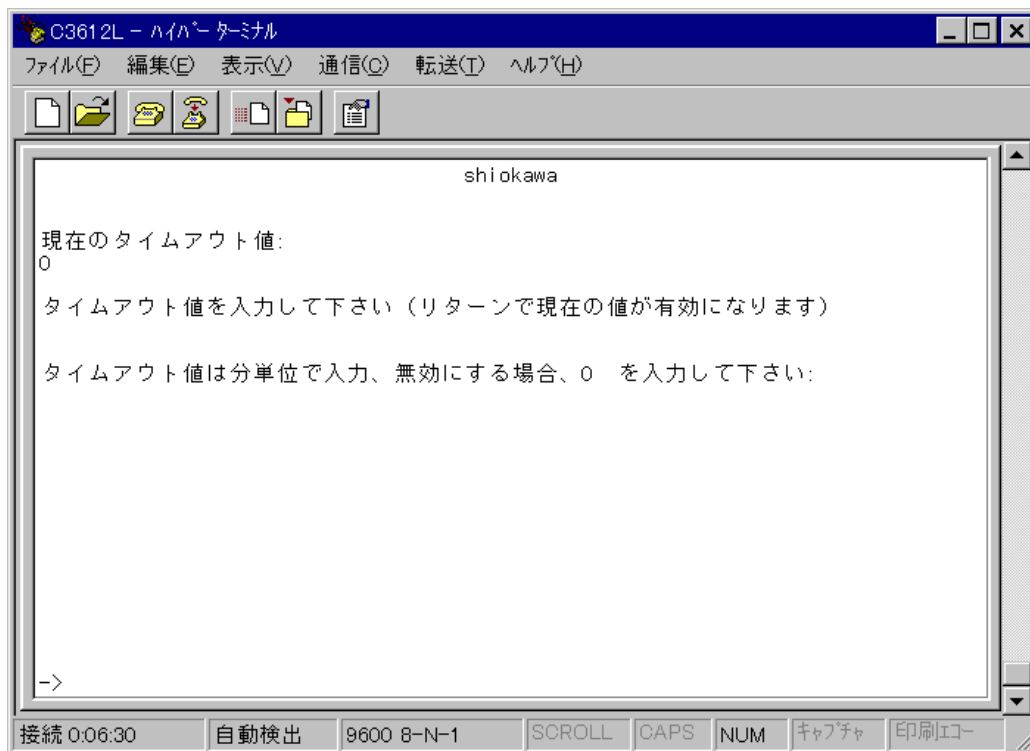 C3612L - ﾊｲﾊﾟｰ ﾀｰﾐﾅﾙ
ﾌｧｲﾙ(F) 編集(E) 表示(V) 通信(C) 転送(T) ﾍﾙﾌﾟ(H)
shiokawa
現在のタイムアウト値:
0
タイムアウト値を入力して下さい（リターンで現在の値が有効になります）
タイムアウト値は分単位で入力、無効にする場合、0　を入力して下さい:
->
接続 0:06:30 自動検出 9600 8-N-1 SCROLL CAPS NUM ｷｬﾌﾟﾁｬ 印刷ｴｺｰ